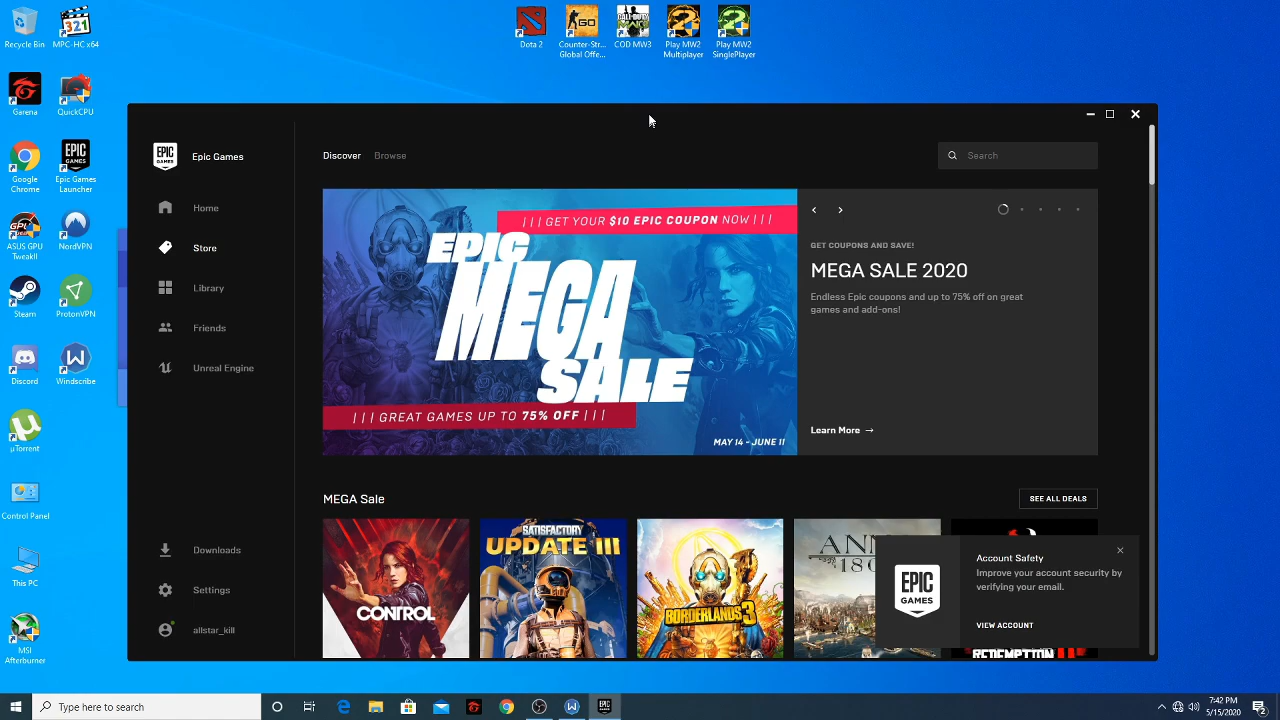 Recycle Bin
MPC-HC x64
Dota 2
Counter-Str...
Global Offe...
COD MW3
Play MW2
Multiplayer
Play MW2
SinglePlayer
Garena
QuickCPU
Google
Chrome
EPIC
GAMES
Epic Games
Launcher
ASUS GPU
TweakII
NordVPN
Steam
ProtonVPN
Discord
Windscribe
µTorrent
Control Panel
This PC
MSI
Afterburner
EPIC
GAMES
Epic Games
Home
Store
Library
Friends
Unreal Engine
Downloads
Settings
allstar_kill
Discover
Browse
Search
||| GET YOUR $10 EPIC COUPON NOW |||
EPIC
MEGA
SALE
||| GREAT GAMES UP TO 75% OFF |||
MAY 14 - JUNE 11
GET COUPONS AND SAVE!
MEGA SALE 2020
Endless Epic coupons and up to 75% off on great
games and add-ons!
Learn More →
MEGA Sale
SEE ALL DEALS
CONTROL
SATISFACTORY
UPDATE III
BORDERLANDS 3
EPIC
GAMES
Account Safety
Improve your account security by
verifying your email.
VIEW ACCOUNT
Type here to search
7:42 PM
5/15/2020
2